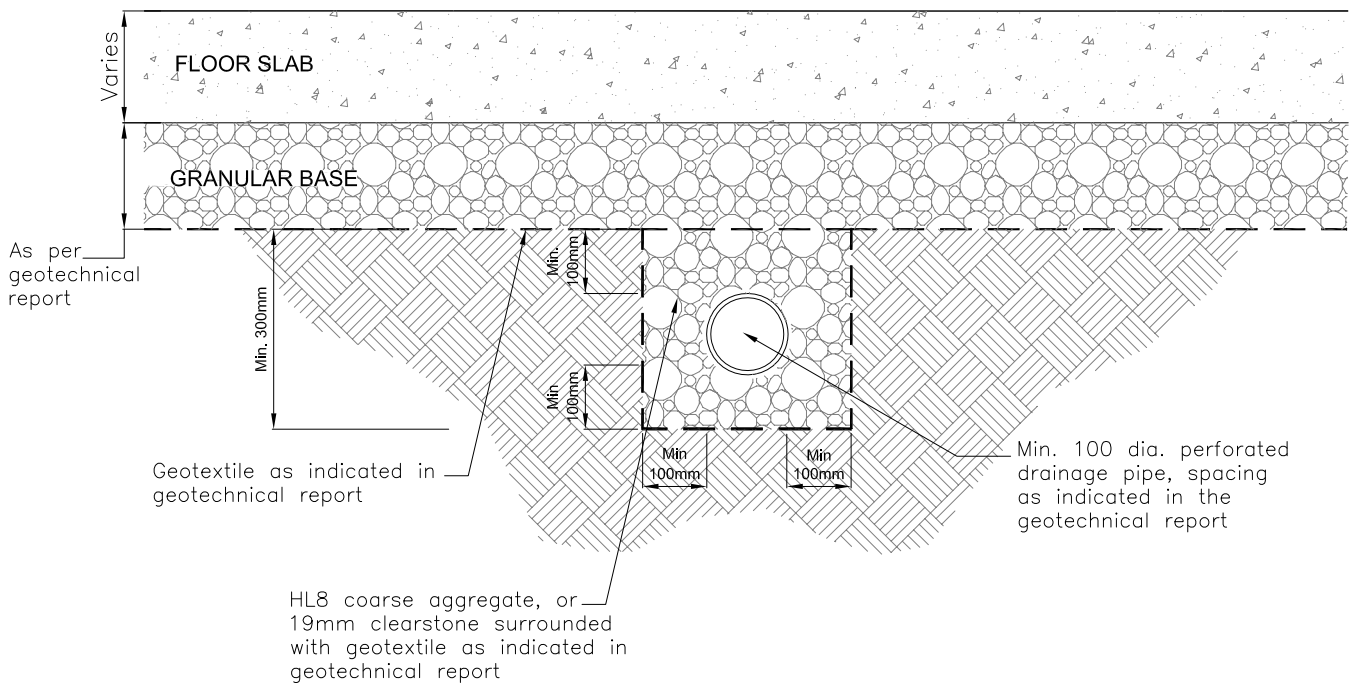 Varies
FLOOR SLAB
GRANULAR BASE
As per
geotechnical
report
Min. 300mm
Min.
100mm
Min
100mm
Min
100mm
Min
100mm
Geotextile as indicated in
geotechnical report
Min. 100 dia. perforated
drainage pipe, spacing
as indicated in the
geotechnical report
HL8 coarse aggregate, or
19mm clearstone surrounded
with geotextile as indicated in
geotechnical report